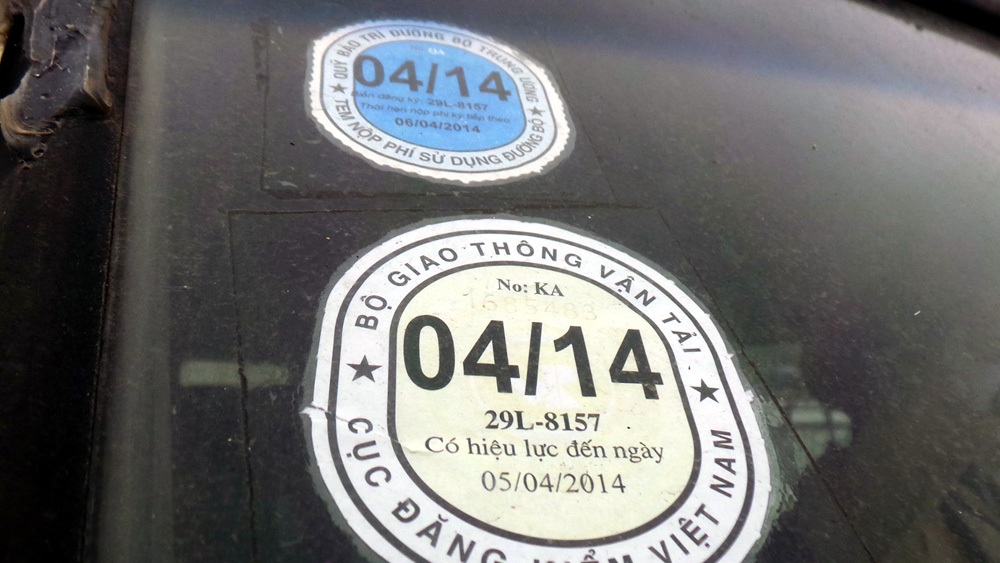 QUỸ BẢO TRÌ ĐƯỜNG BỘ TRUNG ƯƠNG
04/14
Biển đăng ký: 29L-8157
Thời hạn nộp phí kỳ tiếp theo
06/04/2014
★ TEM NỘP PHÍ SỬ DỤNG ĐƯỜNG BỘ ★
BỘ GIAO THÔNG VẬN TẢI
No: KA
04/14
29L-8157
Có hiệu lực đến ngày
05/04/2014
★ CỤC ĐĂNG KIỂM VIỆT NAM ★